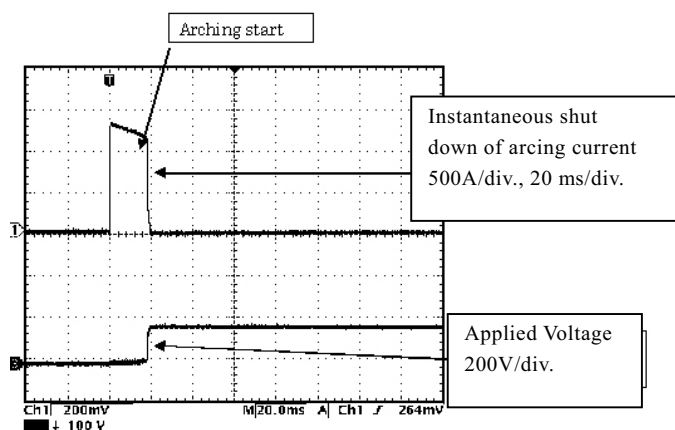 Arching start
T
Instantaneous shut
down of arcing current
500A/div., 20 ms/div.
1
Applied Voltage
200V/div.
Ch1 200mV M 20.0ms A Ch1 ƒ 264mV
100 V